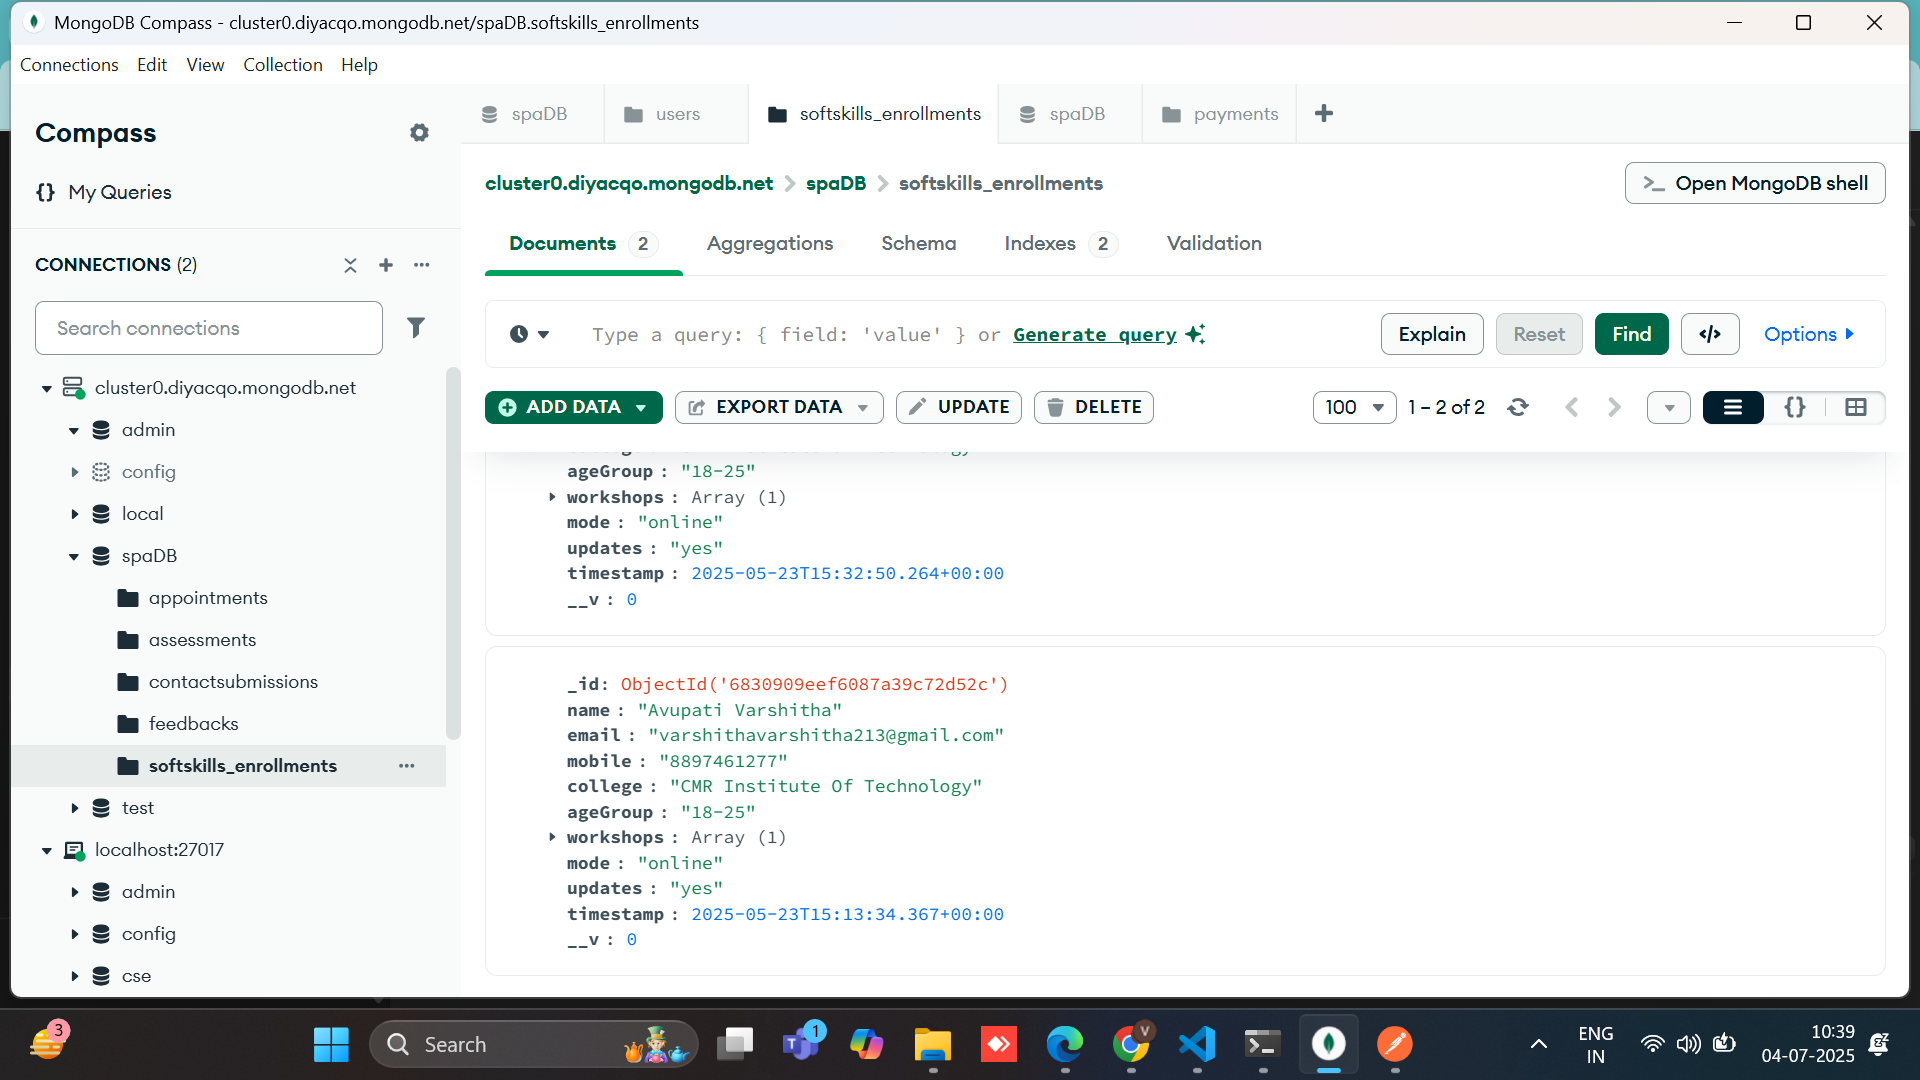 MongoDB Compass - cluster0.diyacqo.mongodb.net/spaDB.softskills_enrollments
Connections Edit View Collection Help
Compass
My Queries
CONNECTIONS (2)
Search connections
cluster0.diyacqo.mongodb.net
admin
config
local
spaDB
appointments
assessments
contactsubmissions
feedbacks
softskills_enrollments
test
localhost:27017
admin
config
cse
spaDB users softskills_enrollments spaDB payments
cluster0.diyacqo.mongodb.net > spaDB > softskills_enrollments
>_ Open MongoDB shell
Documents 2 Aggregations Schema Indexes 2 Validation
Type a query: { field: 'value' } or Generate query
Explain Reset Find </> Options
ADD DATA EXPORT DATA UPDATE DELETE
100 1 – 2 of 2 {}
ageGroup : "18-25"
workshops : Array (1)
mode : "online"
updates : "yes"
timestamp : 2025-05-23T15:32:50.264+00:00
__v : 0
_id: ObjectId('6830909eef6087a39c72d52c')
name : "Avupati Varshitha"
email : "varshithavarshitha213@gmail.com"
mobile : "8897461277"
college : "CMR Institute Of Technology"
ageGroup : "18-25"
workshops : Array (1)
mode : "online"
updates : "yes"
timestamp : 2025-05-23T15:13:34.367+00:00
__v : 0
3
Search
1
V
ENG
IN
10:39
04-07-2025